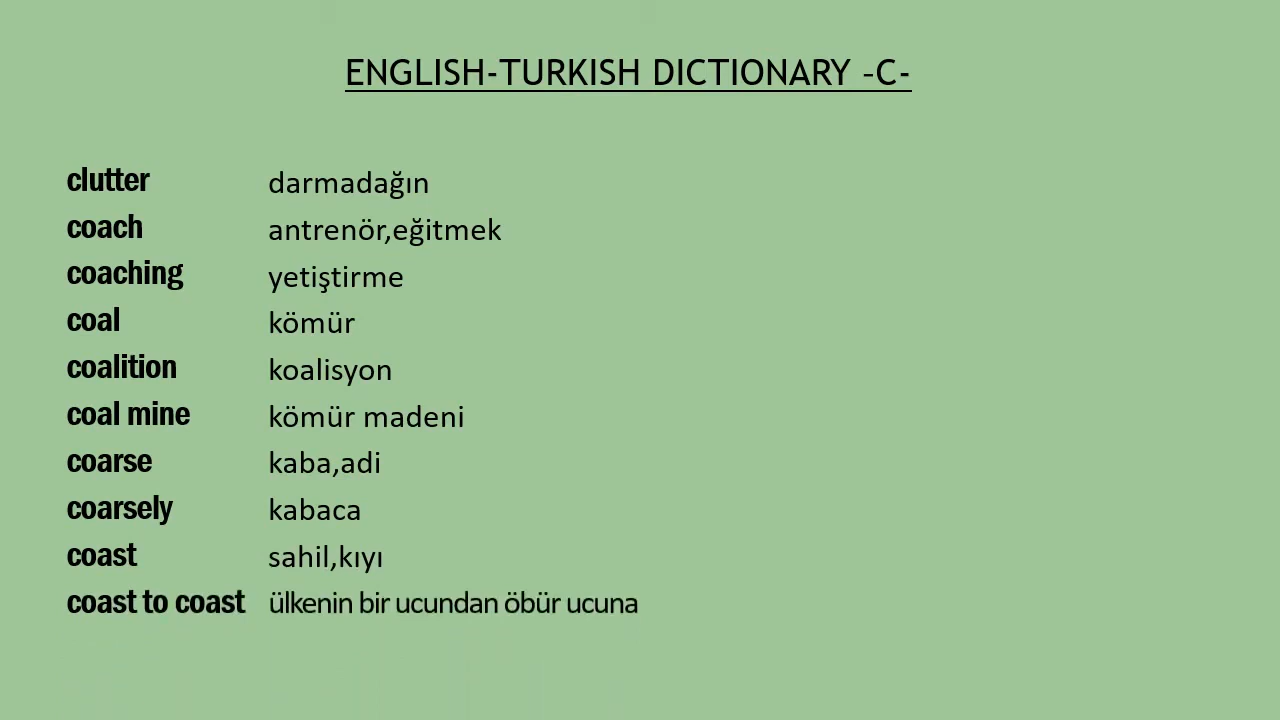 ENGLISH-TURKISH DICTIONARY –C-
clutter darmadağın
coach antrenör,eğitmek
coaching yetiştirme
coal kömür
coalition koalisyon
coal mine kömür madeni
coarse kaba,adi
coarsely kabaca
coast sahil,kıyı
coast to coast ülkenin bir ucundan öbür ucuna